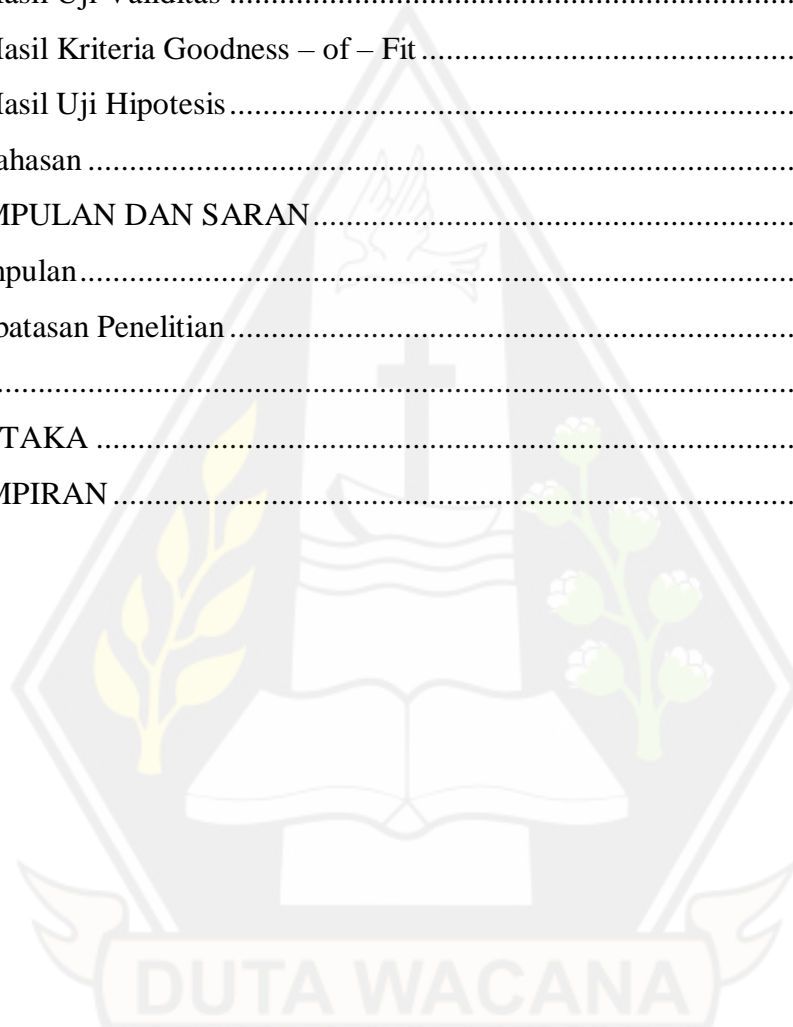 Hasil Uji Validitas ........................................................................
Hasil Kriteria Goodness – of – Fit ................................................
Hasil Uji Hipotesis........................................................................
ahasan ..........................................................................................
MPULAN DAN SARAN.............................................................
npulan...........................................................................................
batasan Penelitian ........................................................................
.....................................................................................................
TAKA ..........................................................................................
MPIRAN .......................................................................................
DUTA WACANA